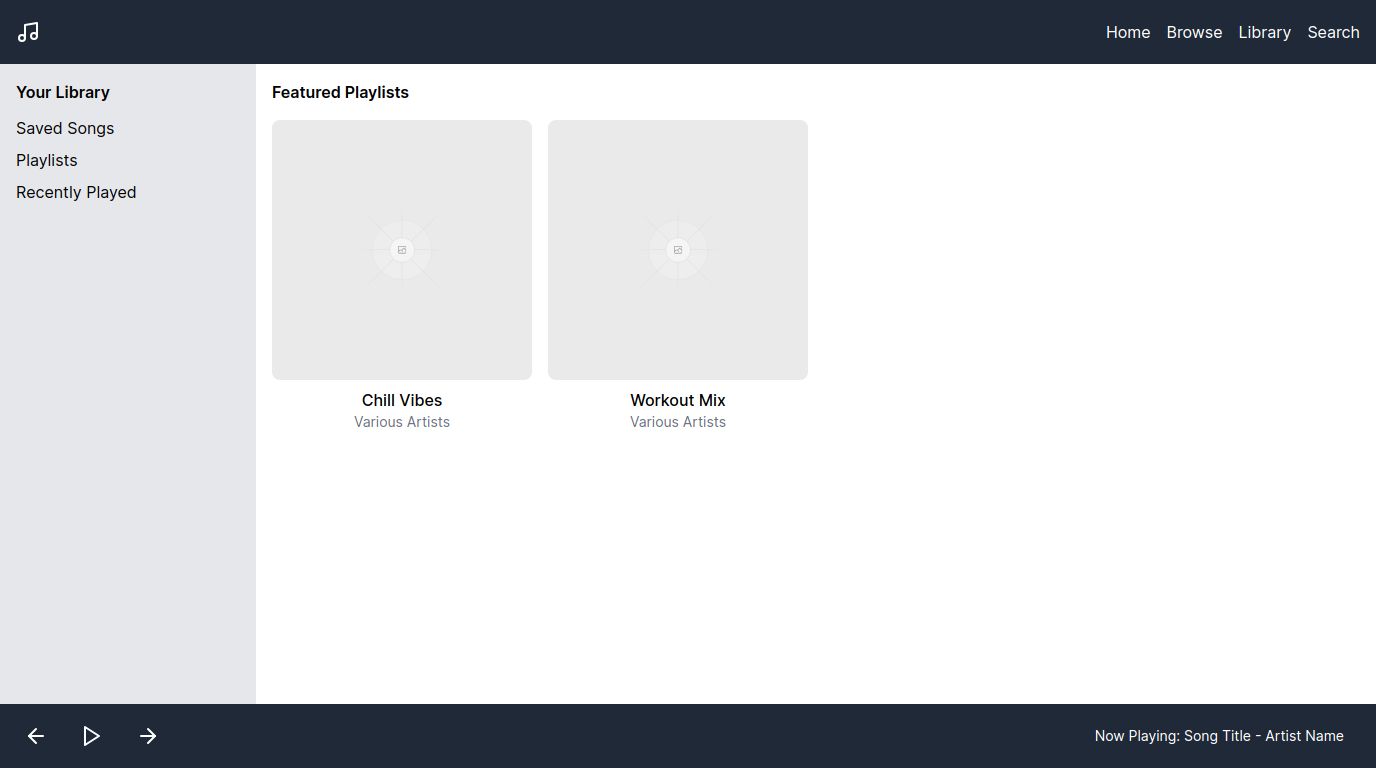 Home Browse Library Search
Your Library
Saved Songs
Playlists
Recently Played
Featured Playlists
Chill Vibes
Various Artists
Workout Mix
Various Artists
Now Playing: Song Title - Artist Name